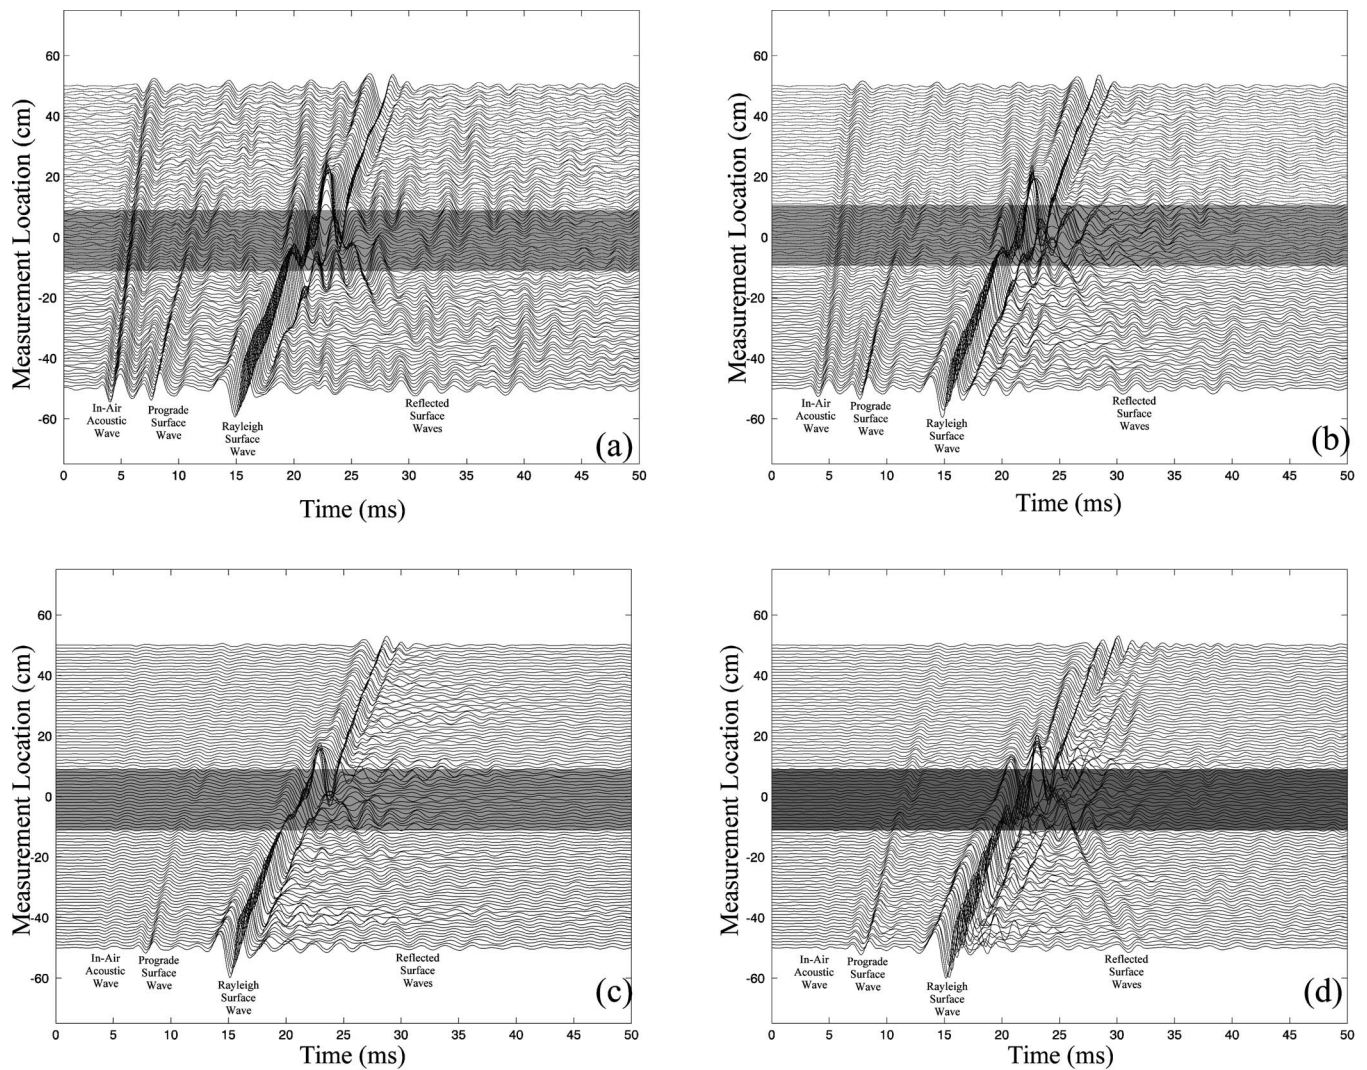 Measurement Location (cm)
60
40
20
0
-20
-40
-60
In-Air
Acoustic
Wave
Prograde
Surface
Wave
Rayleigh
Surface
Wave
Reflected
Surface
Waves
(a)
0 5 10 15 20 25 30 35 40 45 50
Time (ms)
Measurement Location (cm)
60
40
20
0
-20
-40
-60
In-Air
Acoustic
Wave
Prograde
Surface
Wave
Rayleigh
Surface
Wave
Reflected
Surface
Waves
(b)
0 5 10 15 20 25 30 35 40 45 50
Time (ms)
Measurement Location (cm)
60
40
20
0
-20
-40
-60
In-Air
Acoustic
Wave
Prograde
Surface
Wave
Rayleigh
Surface
Wave
Reflected
Surface
Waves
(c)
0 5 10 15 20 25 30 35 40 45 50
Time (ms)
Measurement Location (cm)
60
40
20
0
-20
-40
-60
In-Air
Acoustic
Wave
Prograde
Surface
Wave
Rayleigh
Surface
Wave
Reflected
Surface
Waves
(d)
0 5 10 15 20 25 30 35 40 45 50
Time (ms)